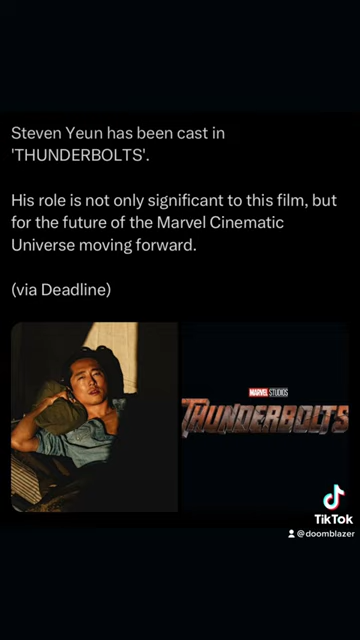 Steven Yeun has been cast in
'THUNDERBOLTS'.
His role is not only significant to this film, but
for the future of the Marvel Cinematic
Universe moving forward.
(via Deadline)
MARVEL STUDIOS
THUNDERBOLTS
TikTok
@doomblazer